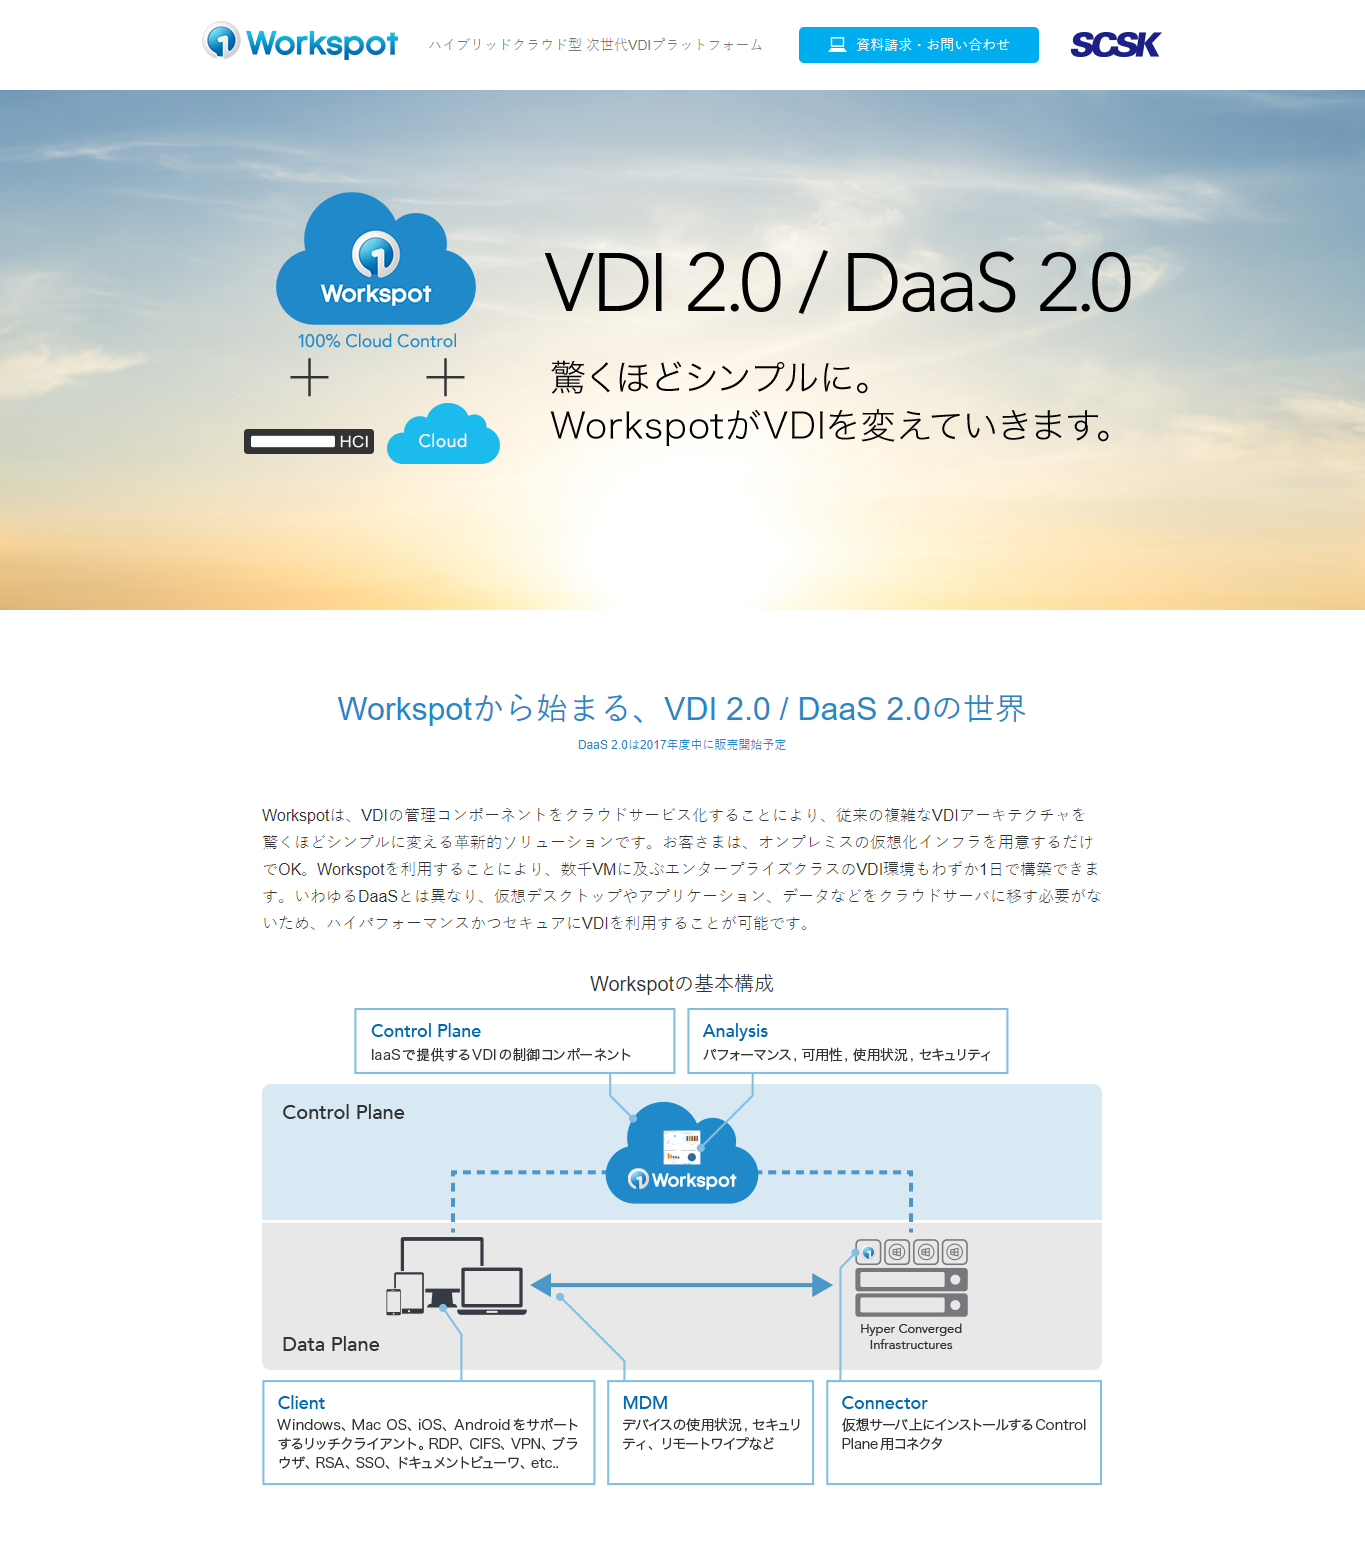 Workspot
ハイブリッドクラウド型 次世代VDIプラットフォーム
資料請求・お問い合わせ
SCSK
Workspot
100% Cloud Control
HCI
Cloud
VDI 2.0 / DaaS 2.0
驚くほどシンプルに。
WorkspotがVDIを変えていきます。
Workspotから始まる、VDI 2.0 / DaaS 2.0の世界
DaaS 2.0は2017年度中に販売開始予定
Workspotは、VDIの管理コンポーネントをクラウドサービス化することにより、従来の複雑なVDIアーキテクチャを
驚くほどシンプルに変える革新的ソリューションです。お客さまは、オンプレミスの仮想化インフラを用意するだけ
でOK。Workspotを利用することにより、数千VMに及ぶエンタープライズクラスのVDI環境もわずか1日で構築できま
す。いわゆるDaaSとは異なり、仮想デスクトップやアプリケーション、データなどをクラウドサーバに移す必要がな
いため、ハイパフォーマンスかつセキュアにVDIを利用することが可能です。
Workspotの基本構成
Control Plane
IaaSで提供するVDIの制御コンポーネント
Analysis
パフォーマンス, 可用性, 使用状況, セキュリティ
Control Plane
Workspot
Data Plane
Hyper Converged
Infrastructures
Client
Windows、Mac OS、iOS、Androidをサポート
するリッチクライアント。RDP、CIFS、VPN、ブラ
ウザ、RSA、SSO、ドキュメントビューワ、etc..
MDM
デバイスの使用状況, セキュリ
ティ、リモートワイプなど
Connector
仮想サーバ上にインストールするControl
Plane用コネクタ